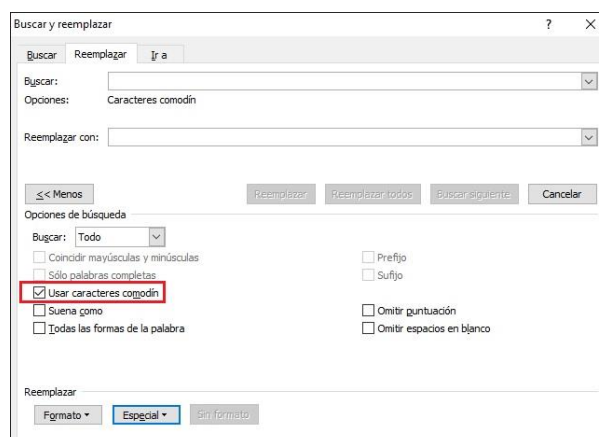 Buscar y reemplazar ? ×
Buscar Reemplazar Ir a
Buscar:
Opciones: Caracteres comodín
Reemplazar con:
<< Menos Reemplazar Reemplazar todos Buscar siguiente Cancelar
Opciones de búsqueda
Buscar: Todo
Coincidir mayúsculas y minúsculas Prefijo
Sólo palabras completas Sufijo
Usar caracteres comodín
Suena como Omitir puntuación
Todas las formas de la palabra Omitir espacios en blanco
Reemplazar
Formato Especial Sin formato